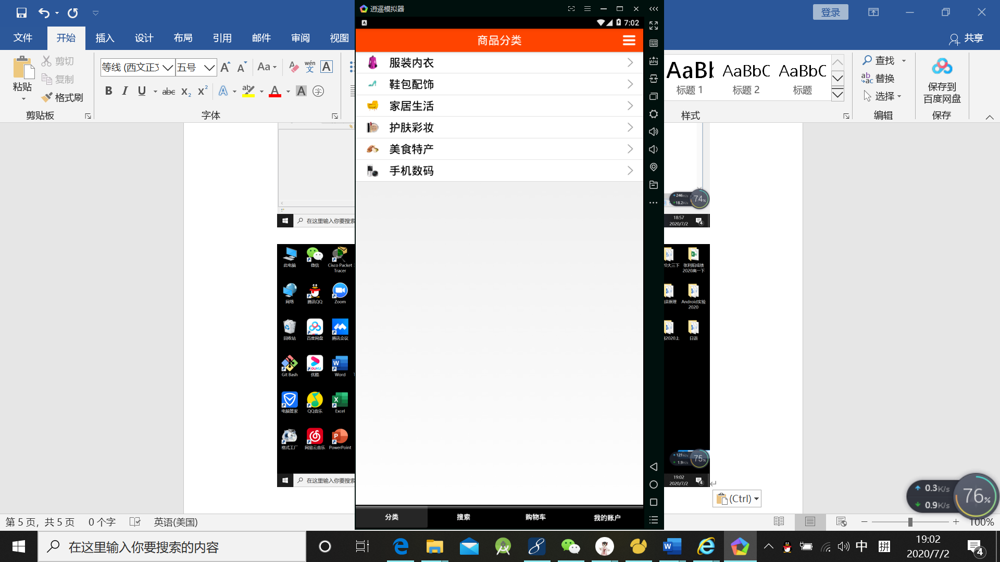 逍遥模拟器
登录
7:02
文件 开始 插入 设计 布局 引用 邮件 审阅 视图
共享
商品分类
剪切
复制
格式刷
粘贴
剪贴板
等线 (西文正文
五号
Aa
wén
文
A
B I U abc X₂ X² A aby A A 字
字体
AaBl AaBbC AaBbC
标题 1 标题 2 标题
样式
查找
替换
选择
编辑
保存到
百度网盘
保存
服装内衣
鞋包配饰
家居生活
护肤彩妆
美食特产
手机数码
246K/s
18.2K/s
74%
在这里输入你要搜索
18:57
2020/7/2
4
此电脑 微信 Cisco Packet Tracer
网络 腾讯QQ Zoom
回收站 百度网盘 腾讯会议
Git Bash 优酷 Word
电脑管家 QQ音乐 Excel
格式工厂 网易云音乐 PowerPoint
20大三下 张利阳成绩
2020高一下
译原理 Android实验
2020
2020上 日语
121K/s
1.9K/s
75%
在这里输入你要搜索
19:02
2020/7/2
4
(Ctrl)
0.3K/s
0.9K/s
76%
分类 搜索 购物车 我的账户
第 5 页，共 5 页 0 个字 英语(美国)
100%
在这里输入你要搜索的内容
中 拼
19:02
2020/7/2
4